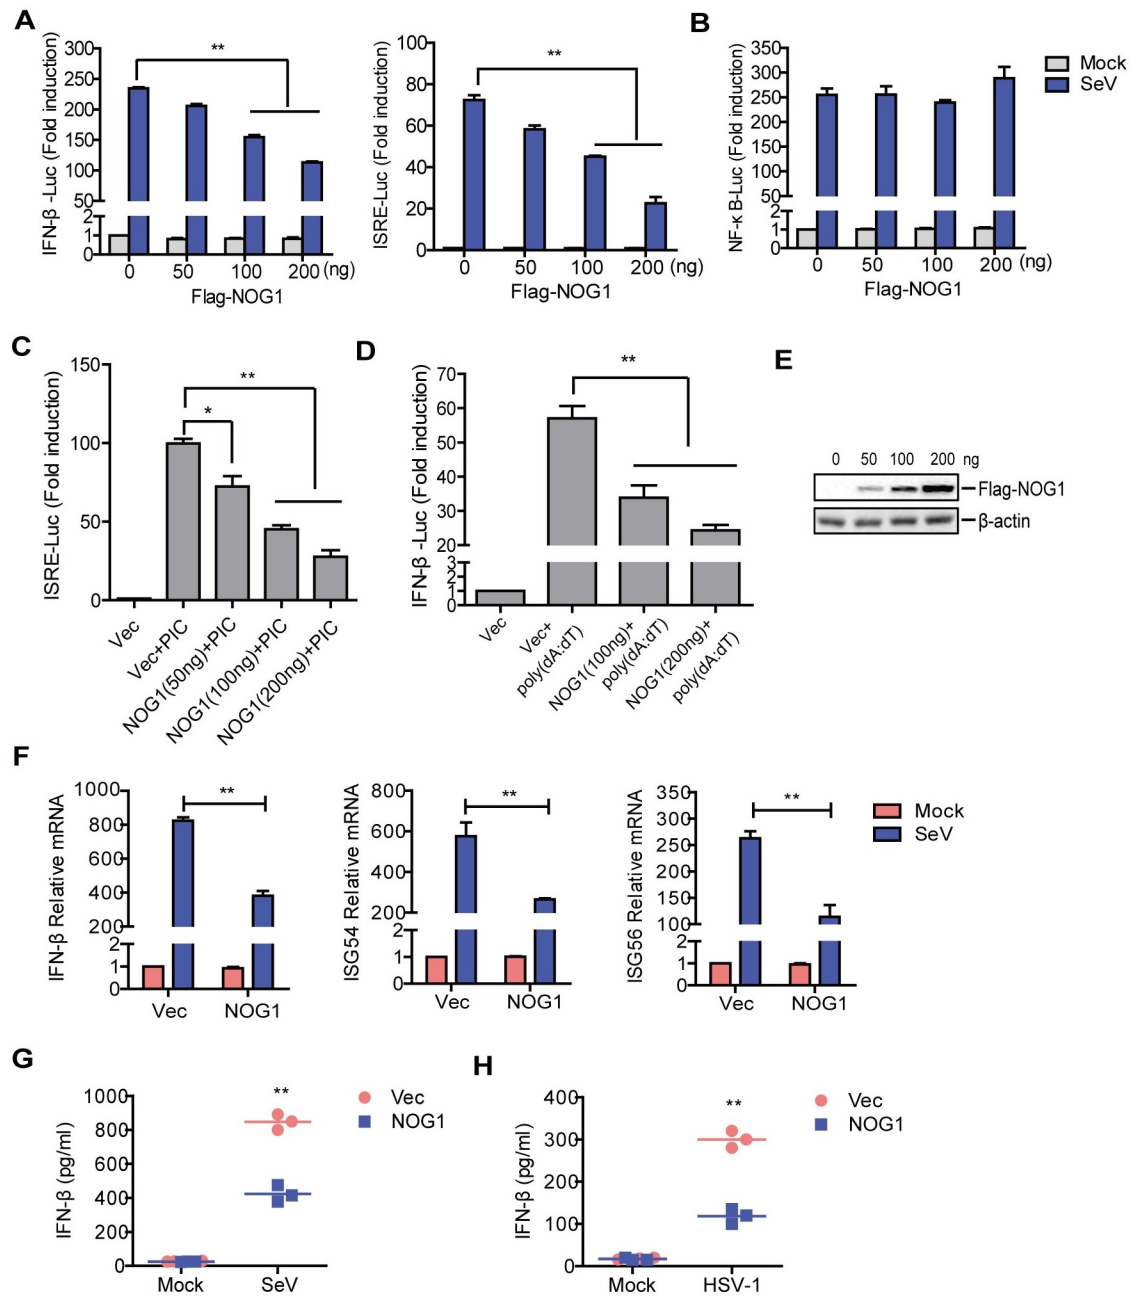 A
IFN-β -Luc (Fold induction)
300
250
200
150
100
50
2
1
0
**
0 50 100 200 (ng)
Flag-NOG1
ISRE-Luc (Fold induction)
100
80
60
40
20
0
**
0 50 100 200 (ng)
Flag-NOG1
B
NF-κ B-Luc (Fold induction)
350
300
250
200
150
100
50
2
1
0
0 50 100 200 (ng)
Flag-NOG1
Mock
SeV
C
ISRE-Luc (Fold induction)
150
100
50
0
**
*
Vec
Vec+PIC
NOG1(50ng)+PIC
NOG1(100ng)+PIC
NOG1(200ng)+PIC
D
IFN-β -Luc (Fold induction)
70
60
50
40
30
20
3
2
1
0
**
Vec
Vec+
poly(dA:dT)
NOG1(100ng)+
poly(dA:dT)
NOG1(200ng)+
poly(dA:dT)
E
0 50 100 200 ng
Flag-NOG1
β-actin
F
IFN-β Relative mRNA
1000
800
600
400
200
2
1
0
**
Vec NOG1
ISG54 Relative mRNA
800
600
400
200
2
1
0
**
Vec NOG1
ISG56 Relative mRNA
350
300
250
200
150
100
2
1
0
**
Vec NOG1
Mock
SeV
G
IFN-β (pg/ml)
1000
800
600
400
200
0
**
Mock SeV
Vec
NOG1
H
IFN-β (pg/ml)
400
300
200
100
0
**
Mock HSV-1
Vec
NOG1